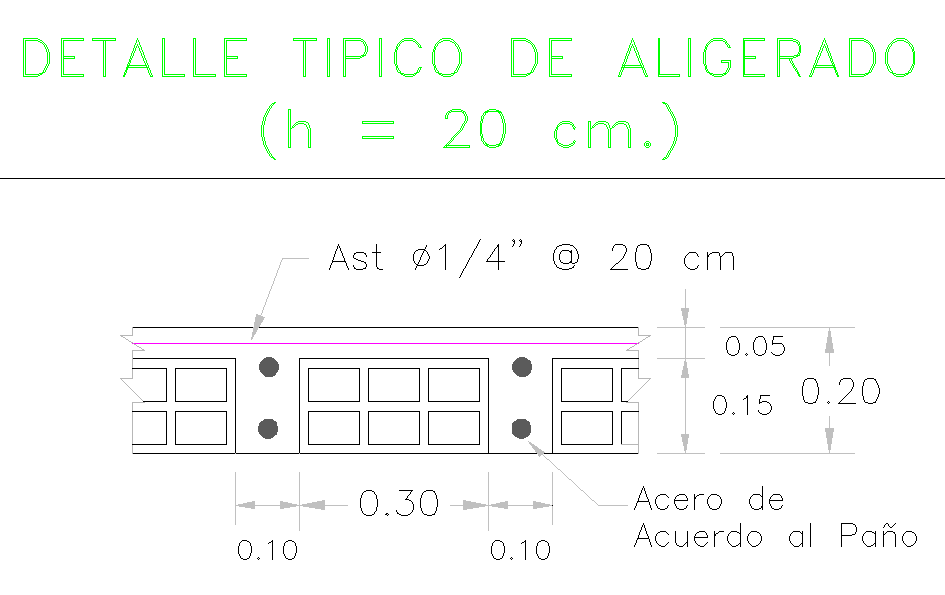 DETALLE TIPICO DE ALIGERADO
(h = 20 cm.)
Ast ø1/4” @ 20 cm
0.05
0.15
0.20
0.30
0.10
0.10
Acero de
Acuerdo al Paño